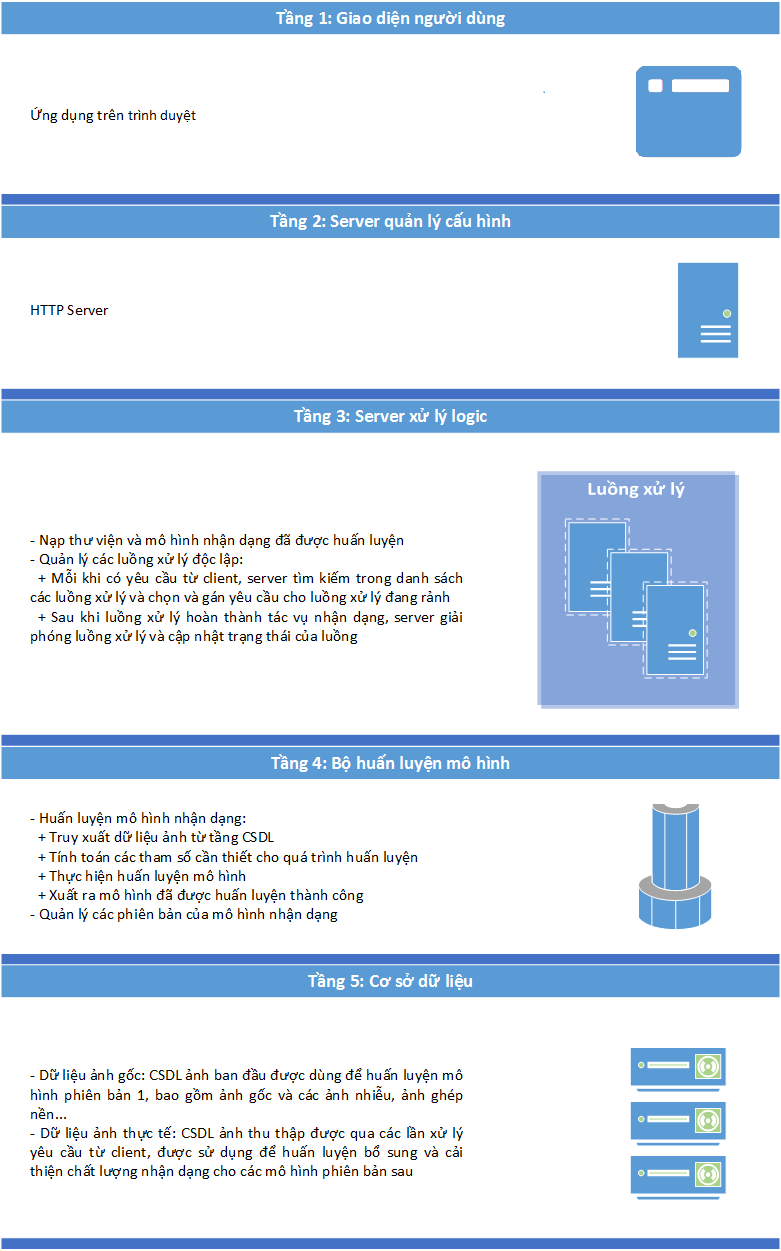 Tầng 1: Giao diện người dùng
Ứng dụng trên trình duyệt
Tầng 2: Server quản lý cấu hình
HTTP Server
Tầng 3: Server xử lý logic
Luồng xử lý
- Nạp thư viện và mô hình nhận dạng đã được huấn luyện
- Quản lý các luồng xử lý độc lập:
+ Mỗi khi có yêu cầu từ client, server tìm kiếm trong danh sách
các luồng xử lý và chọn và gán yêu cầu cho luồng xử lý đang rảnh
+ Sau khi luồng xử lý hoàn thành tác vụ nhận dạng, server giải
phóng luồng xử lý và cập nhật trạng thái của luồng
Tầng 4: Bộ huấn luyện mô hình
- Huấn luyện mô hình nhận dạng:
+ Truy xuất dữ liệu ảnh từ tầng CSDL
+ Tính toán các tham số cần thiết cho quá trình huấn luyện
+ Thực hiện huấn luyện mô hình
+ Xuất ra mô hình đã được huấn luyện thành công
- Quản lý các phiên bản của mô hình nhận dạng
Tầng 5: Cơ sở dữ liệu
- Dữ liệu ảnh gốc: CSDL ảnh ban đầu được dùng để huấn luyện mô
hình phiên bản 1, bao gồm ảnh gốc và các ảnh nhiễu, ảnh ghép
nền...
- Dữ liệu ảnh thực tế: CSDL ảnh thu thập được qua các lần xử lý
yêu cầu từ client, được sử dụng để huấn luyện bổ sung và cải
thiện chất lượng nhận dạng cho các mô hình phiên bản sau